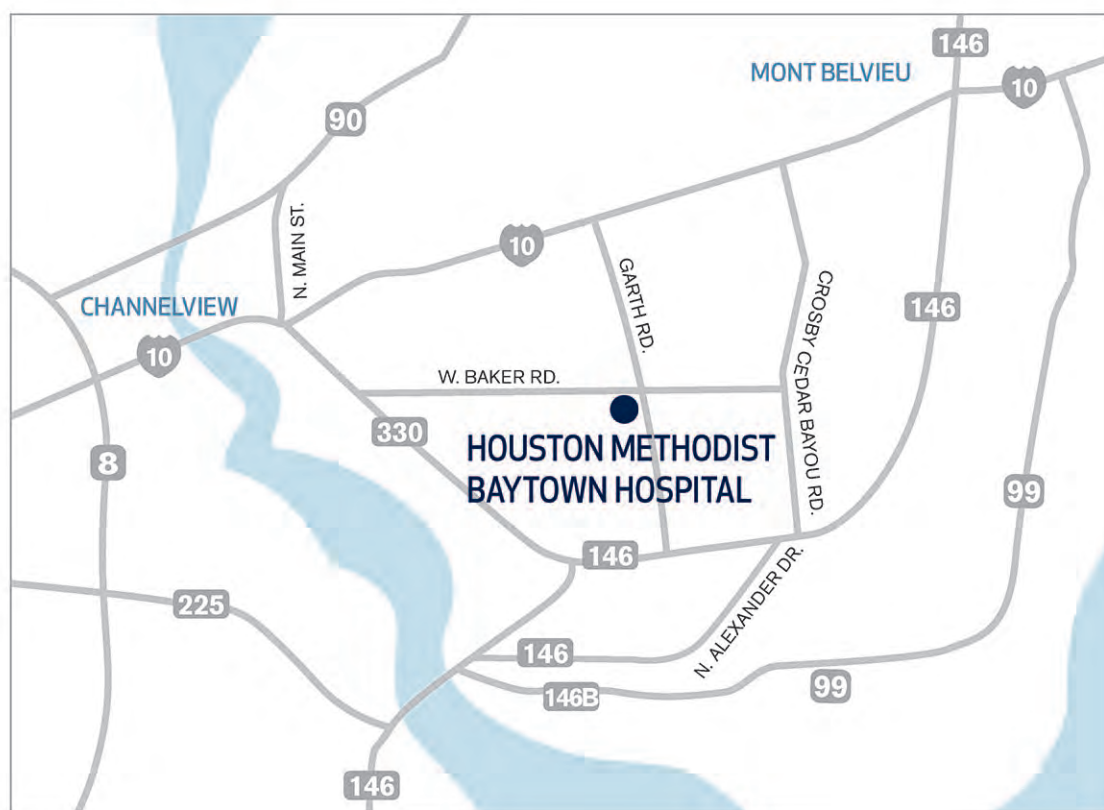 146
MONT BELVIEU
10
90
N. MAIN ST.
10
GARTH RD.
CROSBY CEDAR BAYOU RD.
CHANNELVIEW
146
10
W. BAKER RD.
330
HOUSTON METHODIST
BAYTOWN HOSPITAL
8
99
146
225
N. ALEXANDER DR.
146
99
146B
146